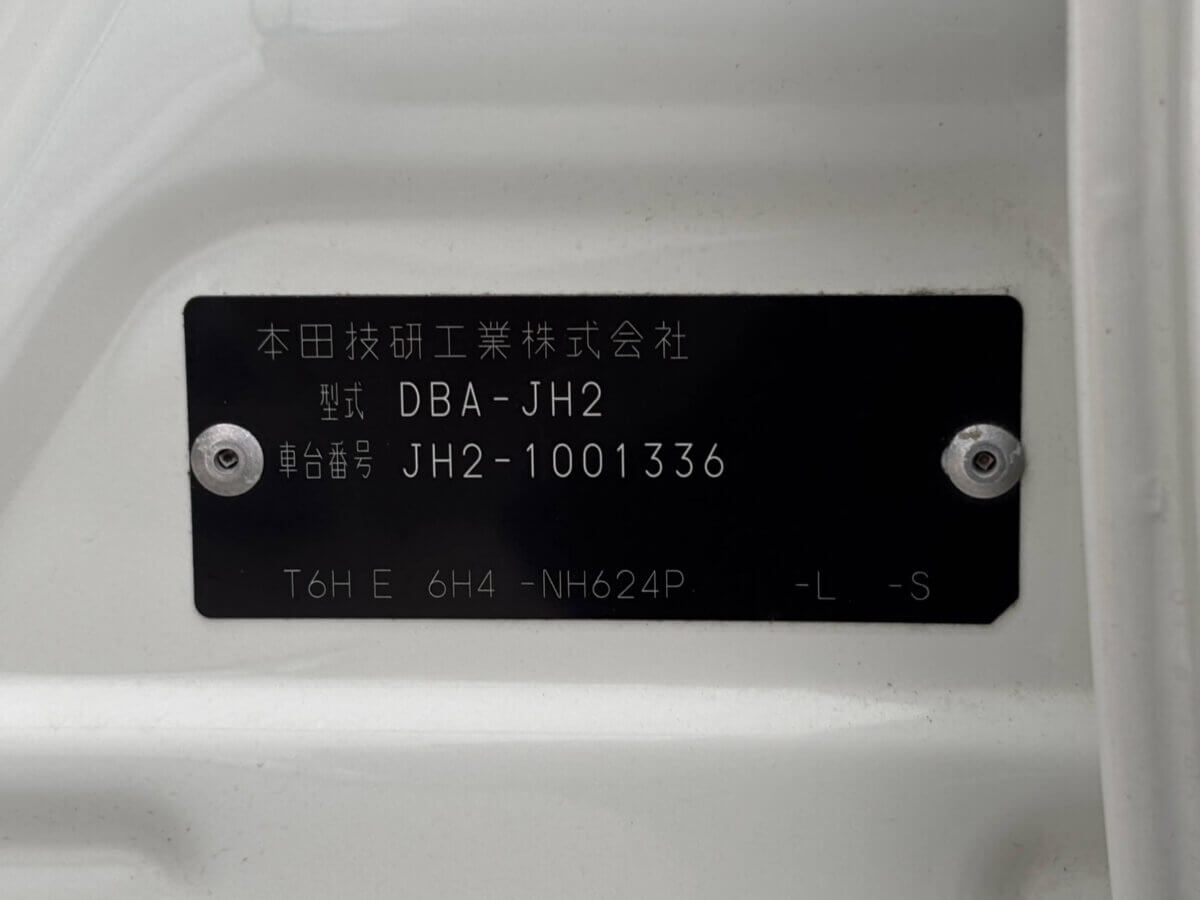 本田技研工業株式会社
型式 DBA-JH2
車台番号 JH2-1001336
T6H E 6H4 -NH624P -L -S